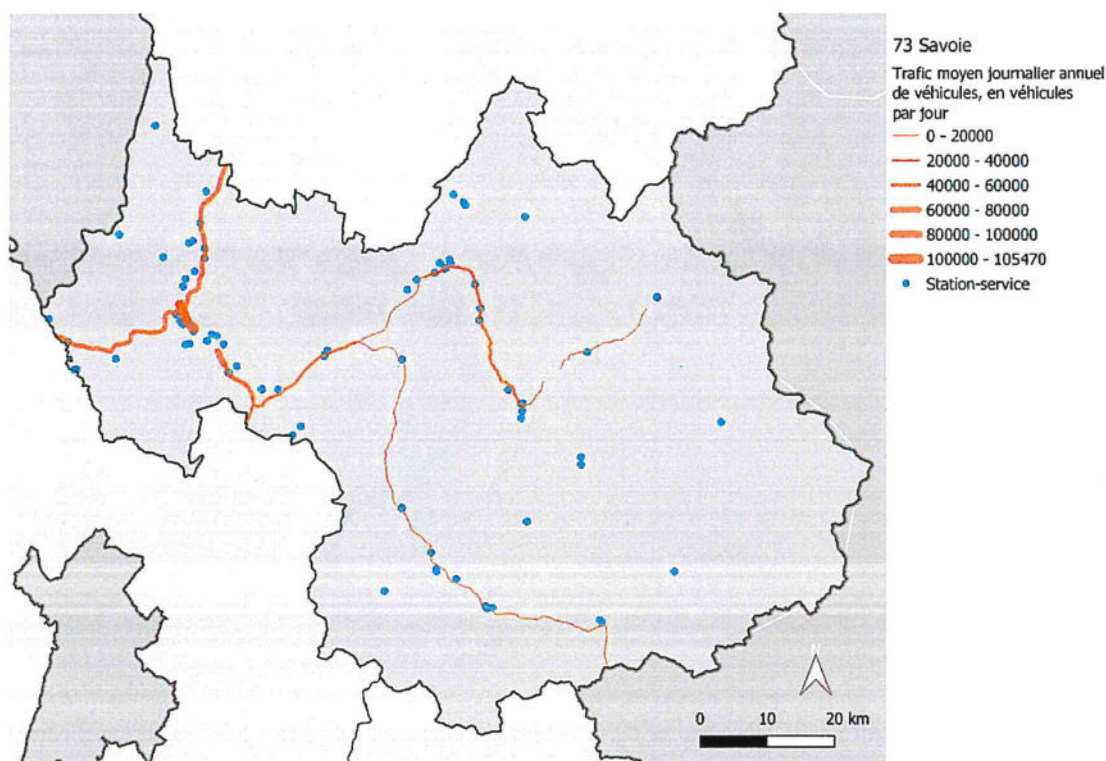 73 Savoie
Trafic moyen journalier annuel
de véhicules, en véhicules
par jour
0 - 20000
20000 - 40000
40000 - 60000
60000 - 80000
80000 - 100000
100000 - 105470
Station-service
N
0 10 20 km